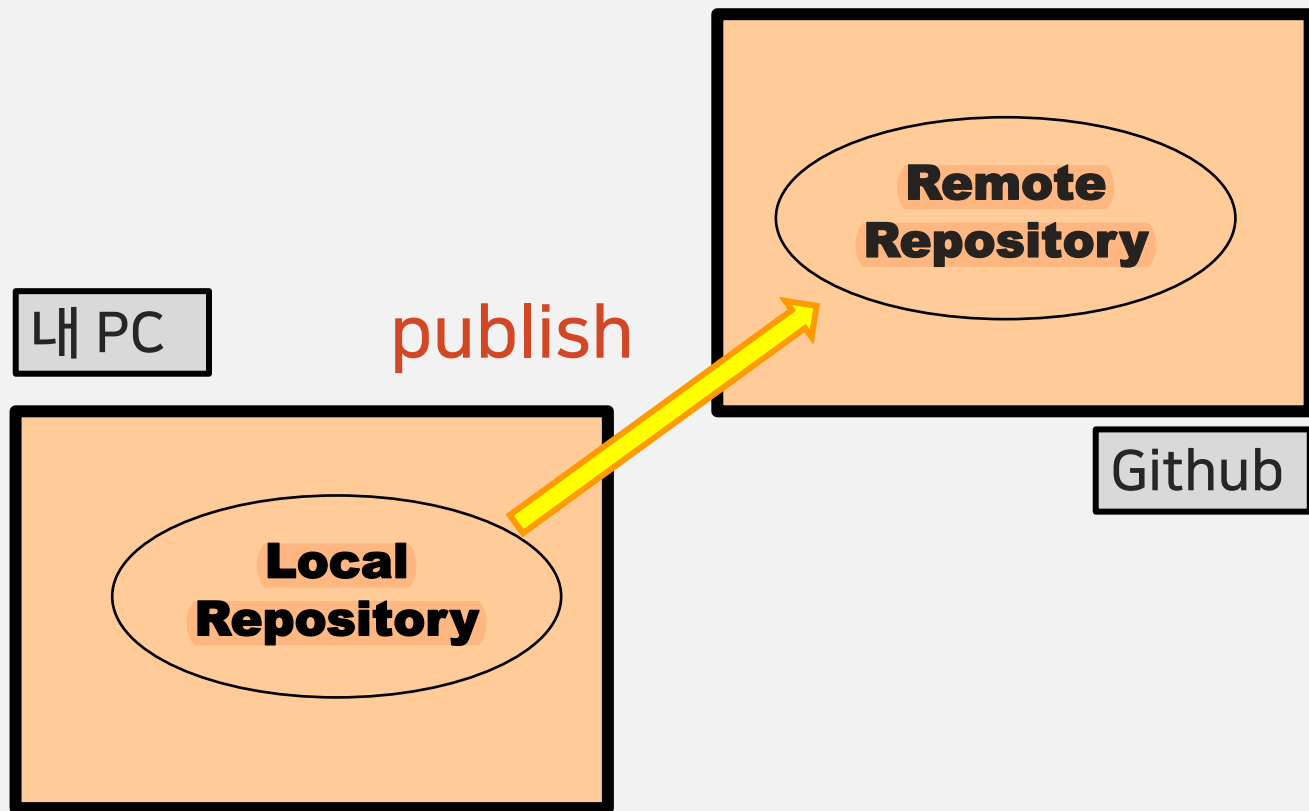 Remote
Repository
내 PC
publish
Github
Local
Repository